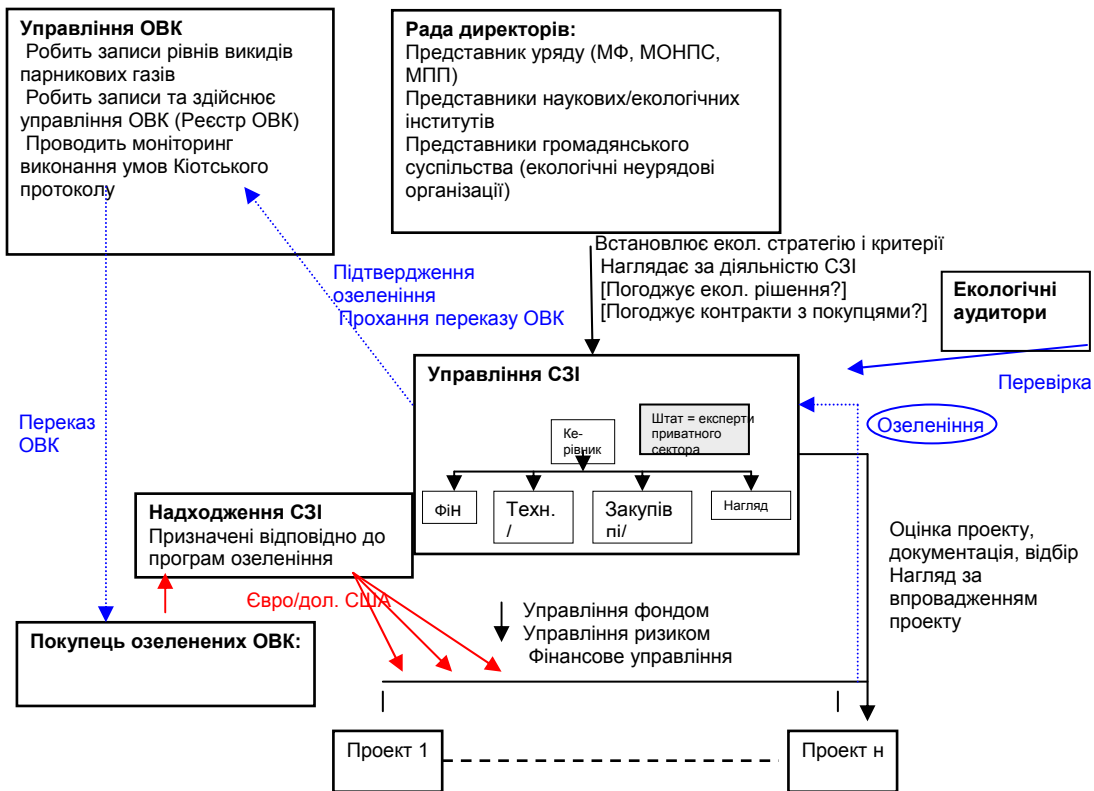 Управління ОВК
Робить записи рівнів викидів
парникових газів
Робить записи та здійснює
управління ОВК (Реєстр ОВК)
Проводить моніторинг
виконання умов Кіотського
протоколу
Рада директорів:
Представник уряду (МФ, МОНПС,
МПП)
Представники наукових/екологічних
інститутів
Представники громадянського
суспільства (екологічні неурядові
організації)
Встановлює екол. стратегію і критерії
Наглядає за діяльністю СЗІ
[Погоджує екол. рішення?]
[Погоджує контракти з покупцями?]
Підтвердження
озеленіння
Прохання переказу ОВК
Екологічні
аудитори
Перевірка
Управління СЗІ
Штат = експерти
приватного
сектора
Ке-
рівник
Фін
Техн.
/
Закупів
лі/
Нагляд
Озеленіння
Переказ
ОВК
Надходження СЗІ
Призначені відповідно до
програм озеленіння
Євро/дол. США
Оцінка проекту,
документація, відбір
Нагляд за
впровадженням
проекту
Управління фондом
Управління ризиком
Фінансове управління
Покупець озеленених ОВК:
Проект 1
Проект н